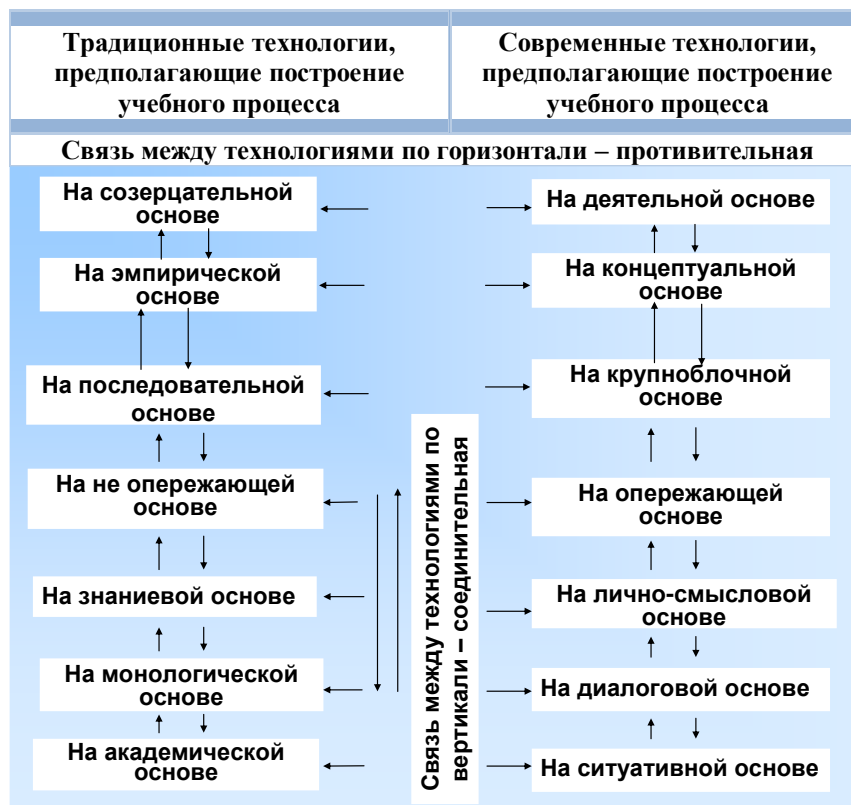 Традиционные технологии,
предполагающие построение
учебного процесса
Современные технологии,
предполагающие построение
учебного процесса
Связь между технологиями по горизонтали – противительная
На созерцательной
основе
На деятельной основе
На эмпирической
основе
На концептуальной
основе
На последовательной
основе
На крупноблочной
основе
На не опережающей
основе
На опережающей
основе
На знаниевой основе
На лично-смысловой
основе
На монологической
основе
На диалоговой основе
На академической
основе
На ситуативной основе
Связь между технологиями по
вертикали – соединительная